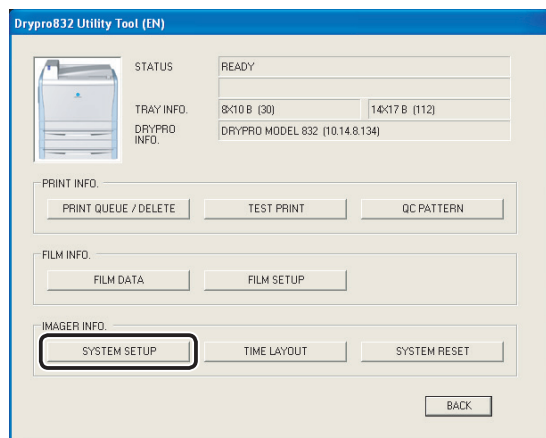 Drypro832 Utility Tool (EN)
STATUS READY
TRAY INFO. 8X10 B (30) 14X17 B (112)
DRYPRO INFO. DRYPRO MODEL 832 (10.14.8.134)
PRINT INFO.
PRINT QUEUE / DELETE TEST PRINT QC PATTERN
FILM INFO.
FILM DATA FILM SETUP
IMAGER INFO.
SYSTEM SETUP TIME LAYOUT SYSTEM RESET
BACK